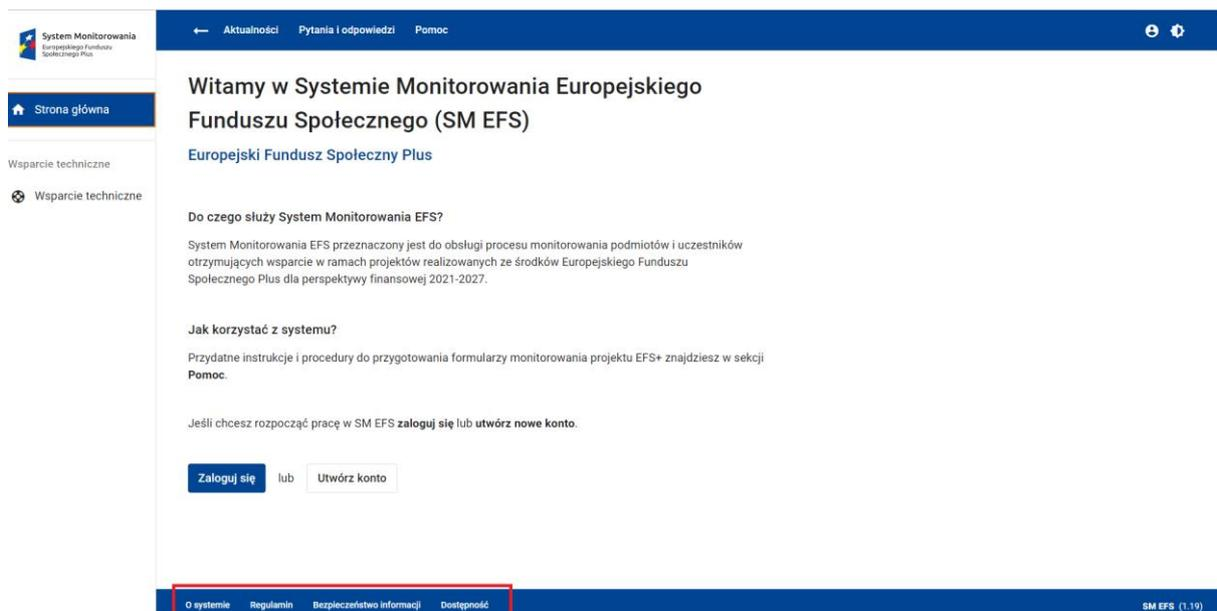 System Monitorowania
Europejskiego Funduszu
Społecznego Plus
Aktualności Pytania i odpowiedzi Pomoc
Strona główna
Wsparcie techniczne
Wsparcie techniczne
Witamy w Systemie Monitorowania Europejskiego
Funduszu Społecznego (SM EFS)
Europejski Fundusz Społeczny Plus
Do czego służy System Monitorowania EFS?
System Monitorowania EFS przeznaczony jest do obsługi procesu monitorowania podmiotów i uczestników
otrzymujących wsparcie w ramach projektów realizowanych ze środków Europejskiego Funduszu
Społecznego Plus dla perspektywy finansowej 2021-2027.
Jak korzystać z systemu?
Przydatne instrukcje i procedury do przygotowania formularzy monitorowania projektu EFS+ znajdziesz w sekcji
Pomoc.
Jeśli chcesz rozpocząć pracę w SM EFS zaloguj się lub utwórz nowe konto.
Zaloguj się lub Utwórz konto
O systemie Regulamin Bezpieczeństwo informacji Dostępność SM EFS (1.19)